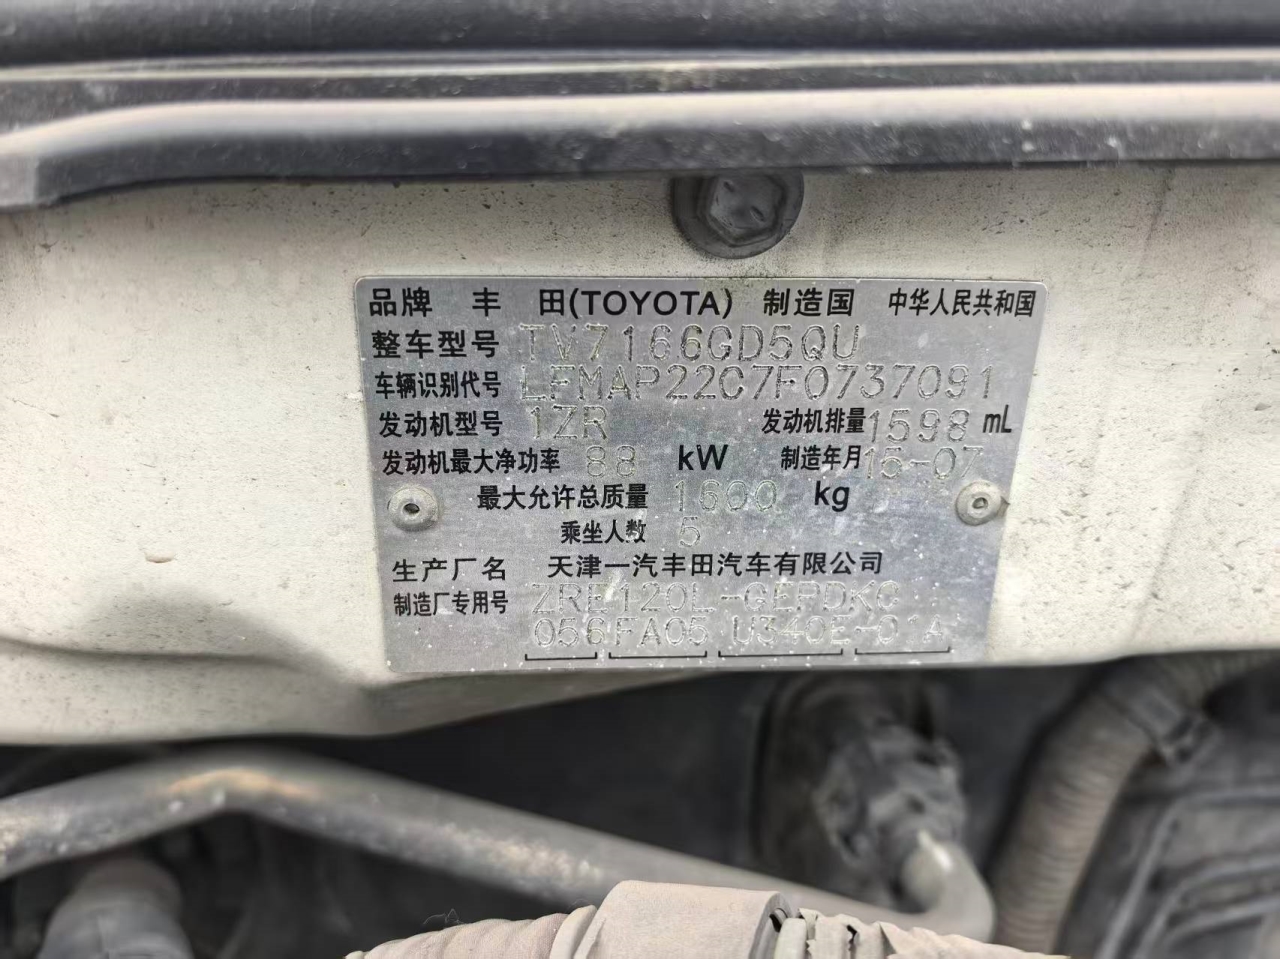 品牌 丰 田(TOYOTA) 制造国 中华人民共和国
整车型号 TV7166GD5QU
车辆识别代号 LFMAP22C7F0737091
发动机型号 1ZR 发动机排量 1598 mL
发动机最大净功率 88 kW 制造年月 15-07
最大允许总质量 1600 kg
乘坐人数 5
生产厂名 天津一汽丰田汽车有限公司
制造厂专用号 ZRE120L-GEPDKC
056 FA05 U340E-01A